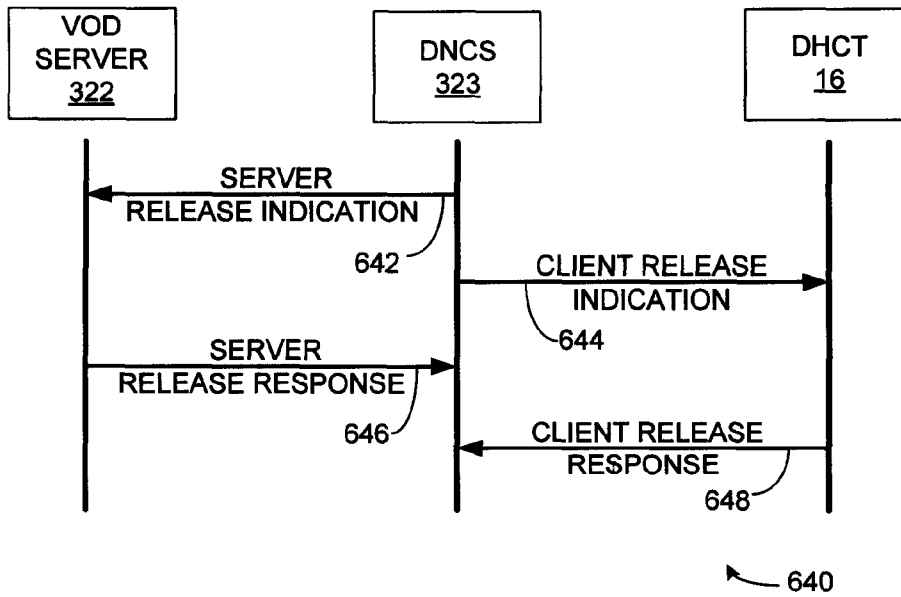 VOD
SERVER
322
DNCS
323
DHCT
16
SERVER
RELEASE INDICATION
642
CLIENT RELEASE
INDICATION
644
SERVER
RELEASE RESPONSE
646
CLIENT RELEASE
RESPONSE
648
640